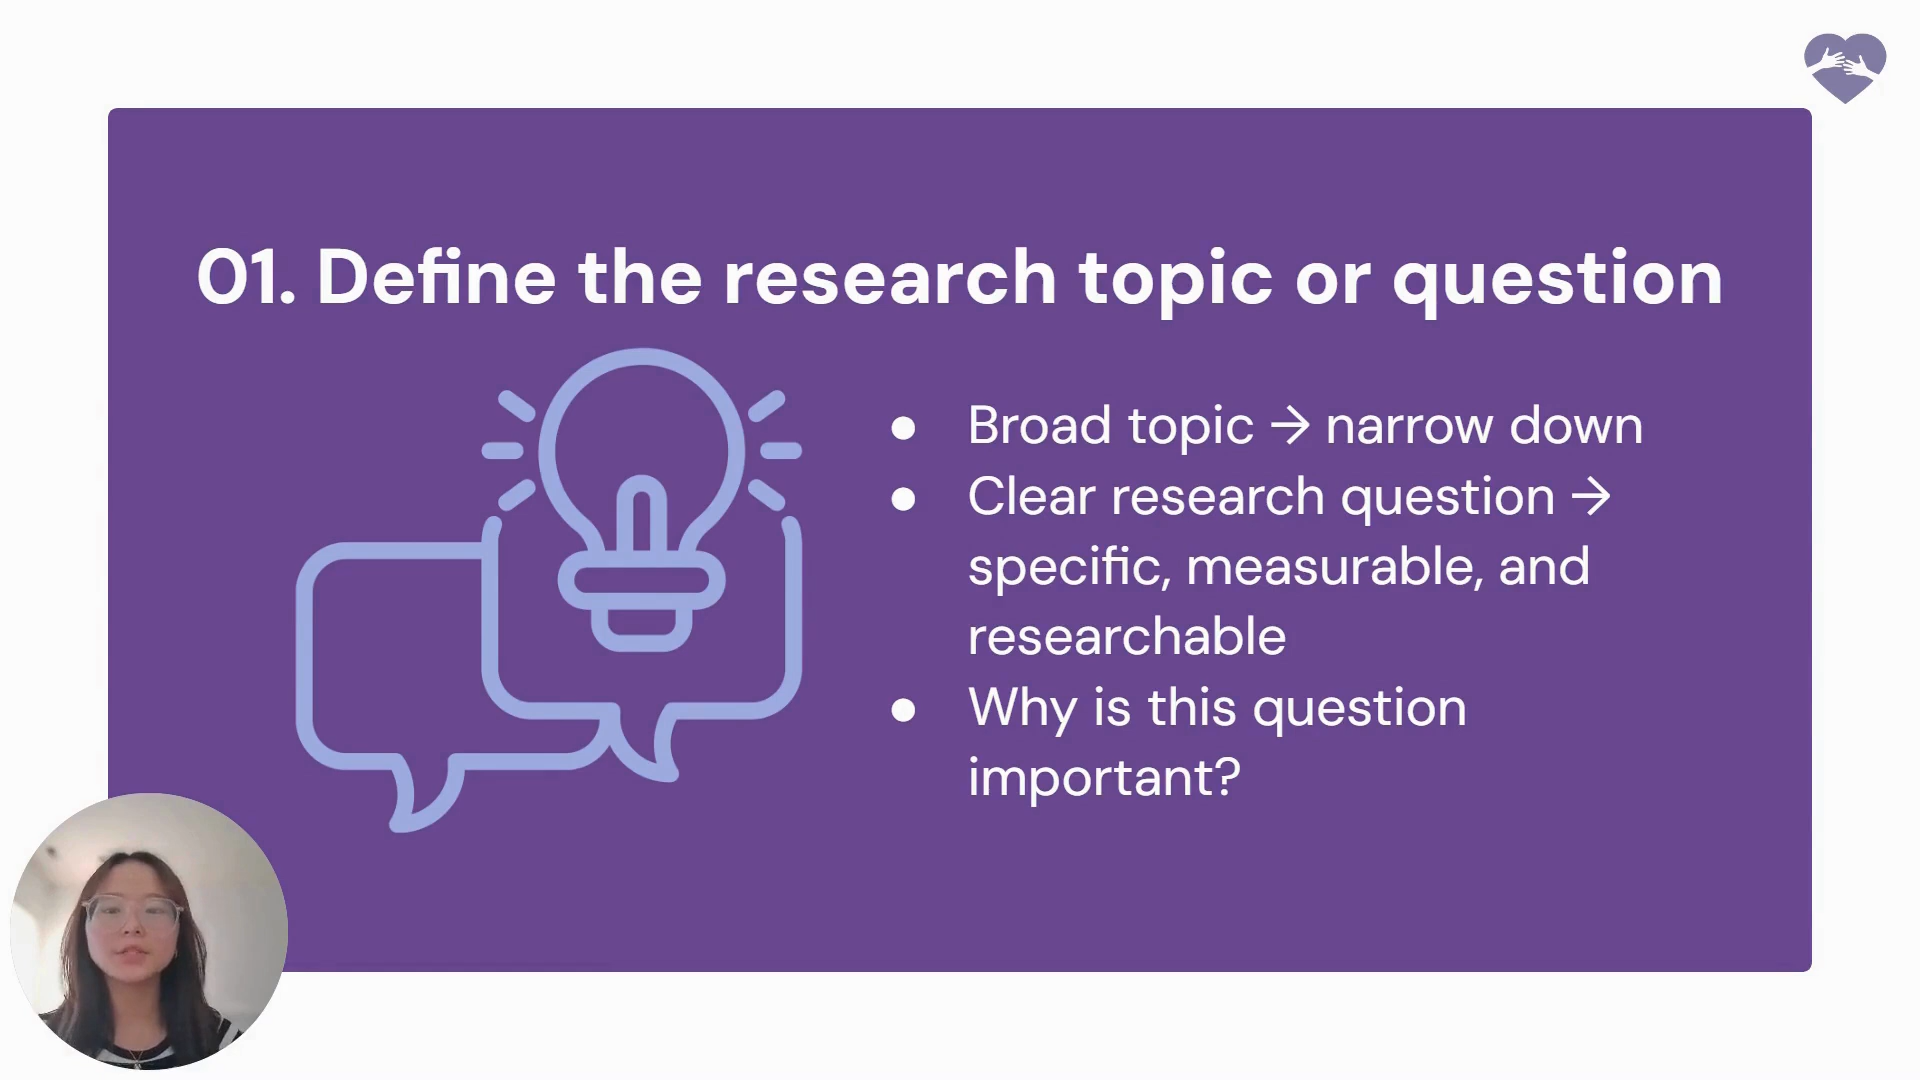 01. Define the research topic or question
● Broad topic → narrow down
● Clear research question →
specific, measurable, and
researchable
● Why is this question
important?